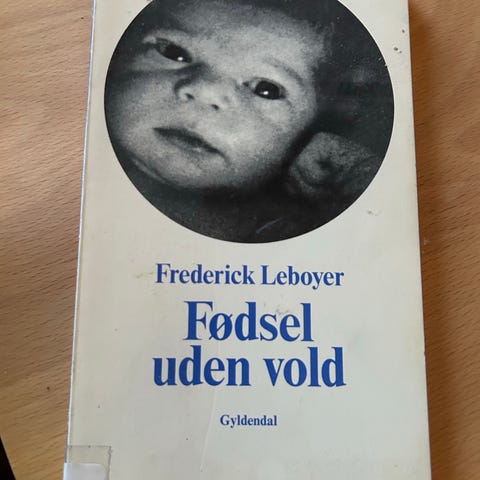 Frederick Leboyer
Fødsel
uden vold
Gyldendal